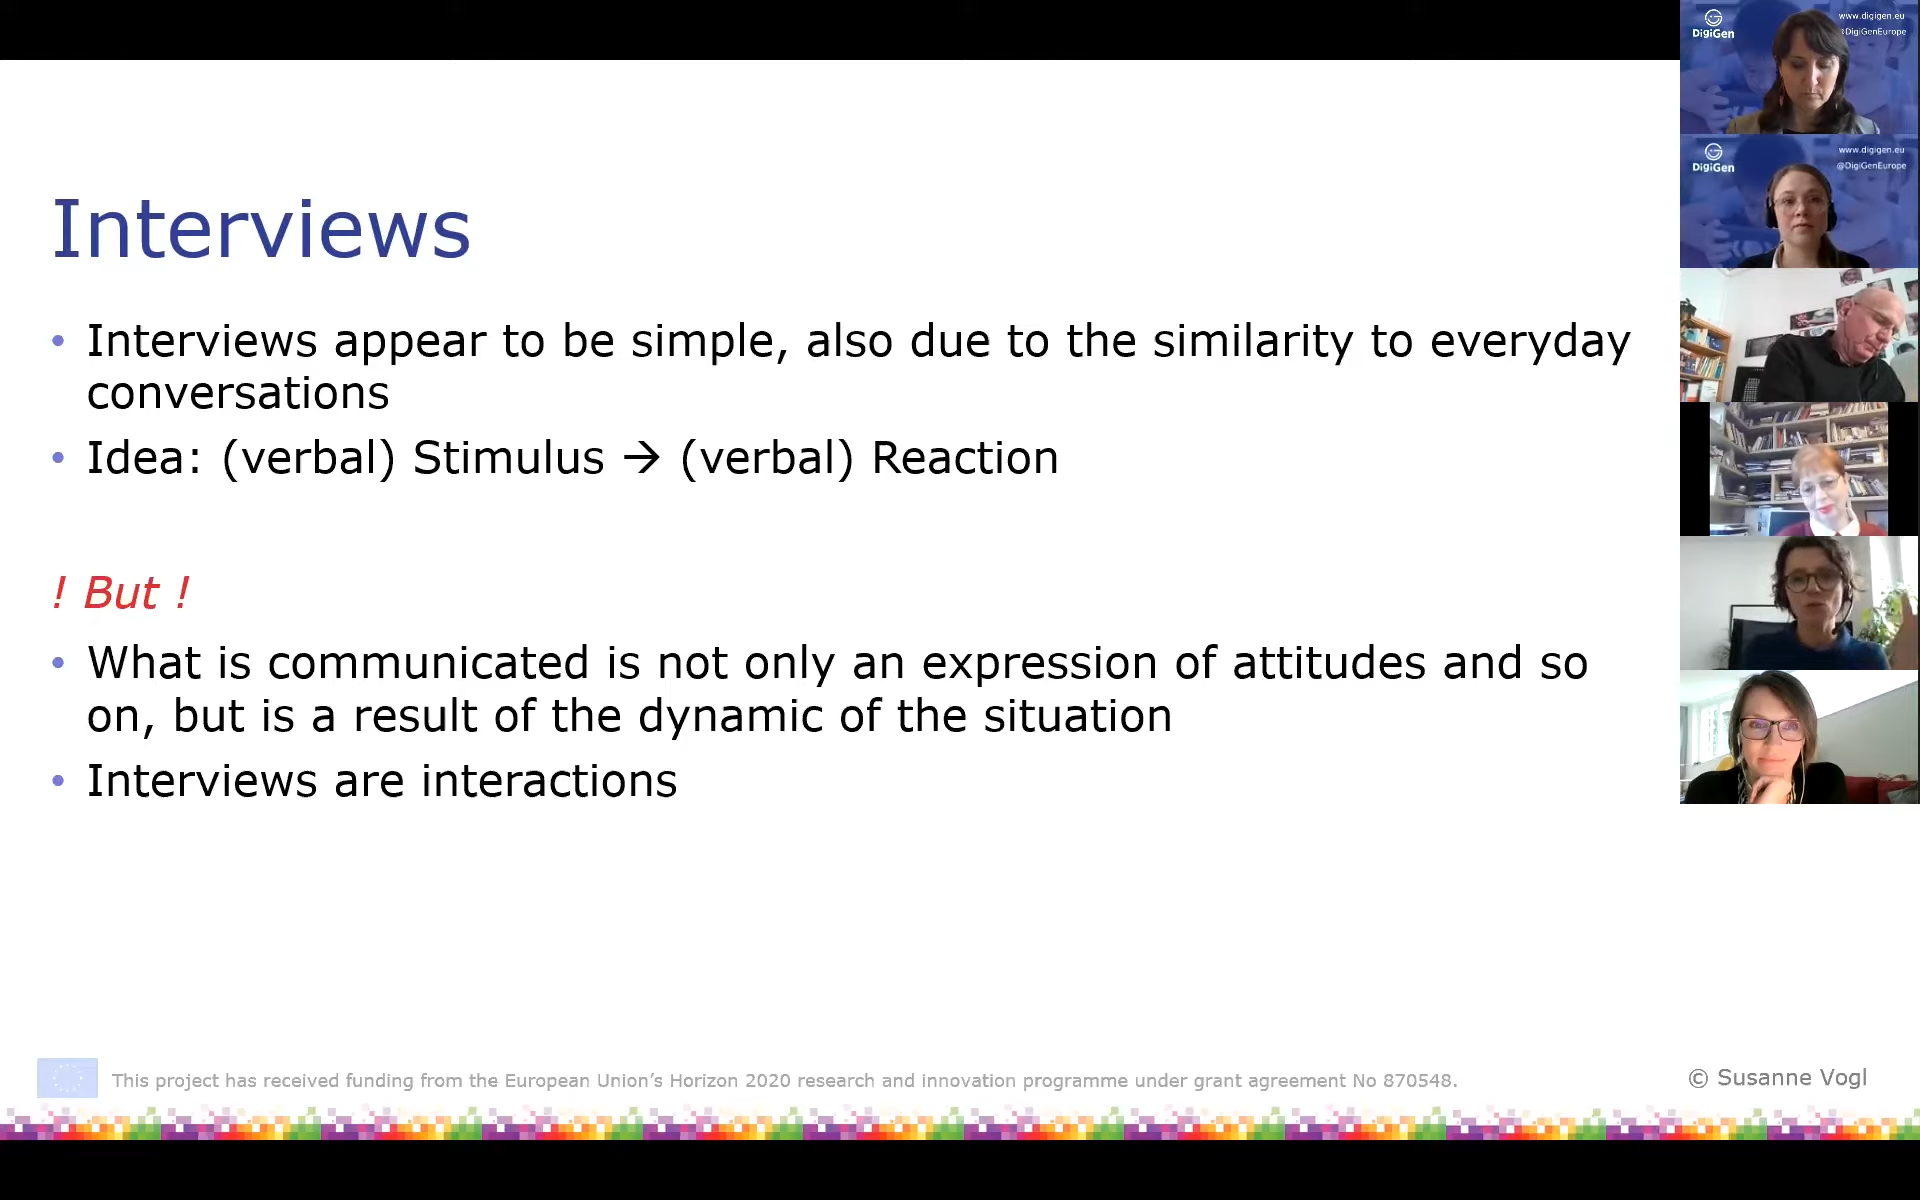 www.digigen.eu
DigiGen
@DigiGenEurope
www.digigen.eu
DigiGen
@DigiGenEurope
Interviews
• Interviews appear to be simple, also due to the similarity to everyday
conversations
• Idea: (verbal) Stimulus → (verbal) Reaction
! But !
• What is communicated is not only an expression of attitudes and so
on, but is a result of the dynamic of the situation
• Interviews are interactions
This project has received funding from the European Union’s Horizon 2020 research and innovation programme under grant agreement No 870548.
© Susanne Vogl